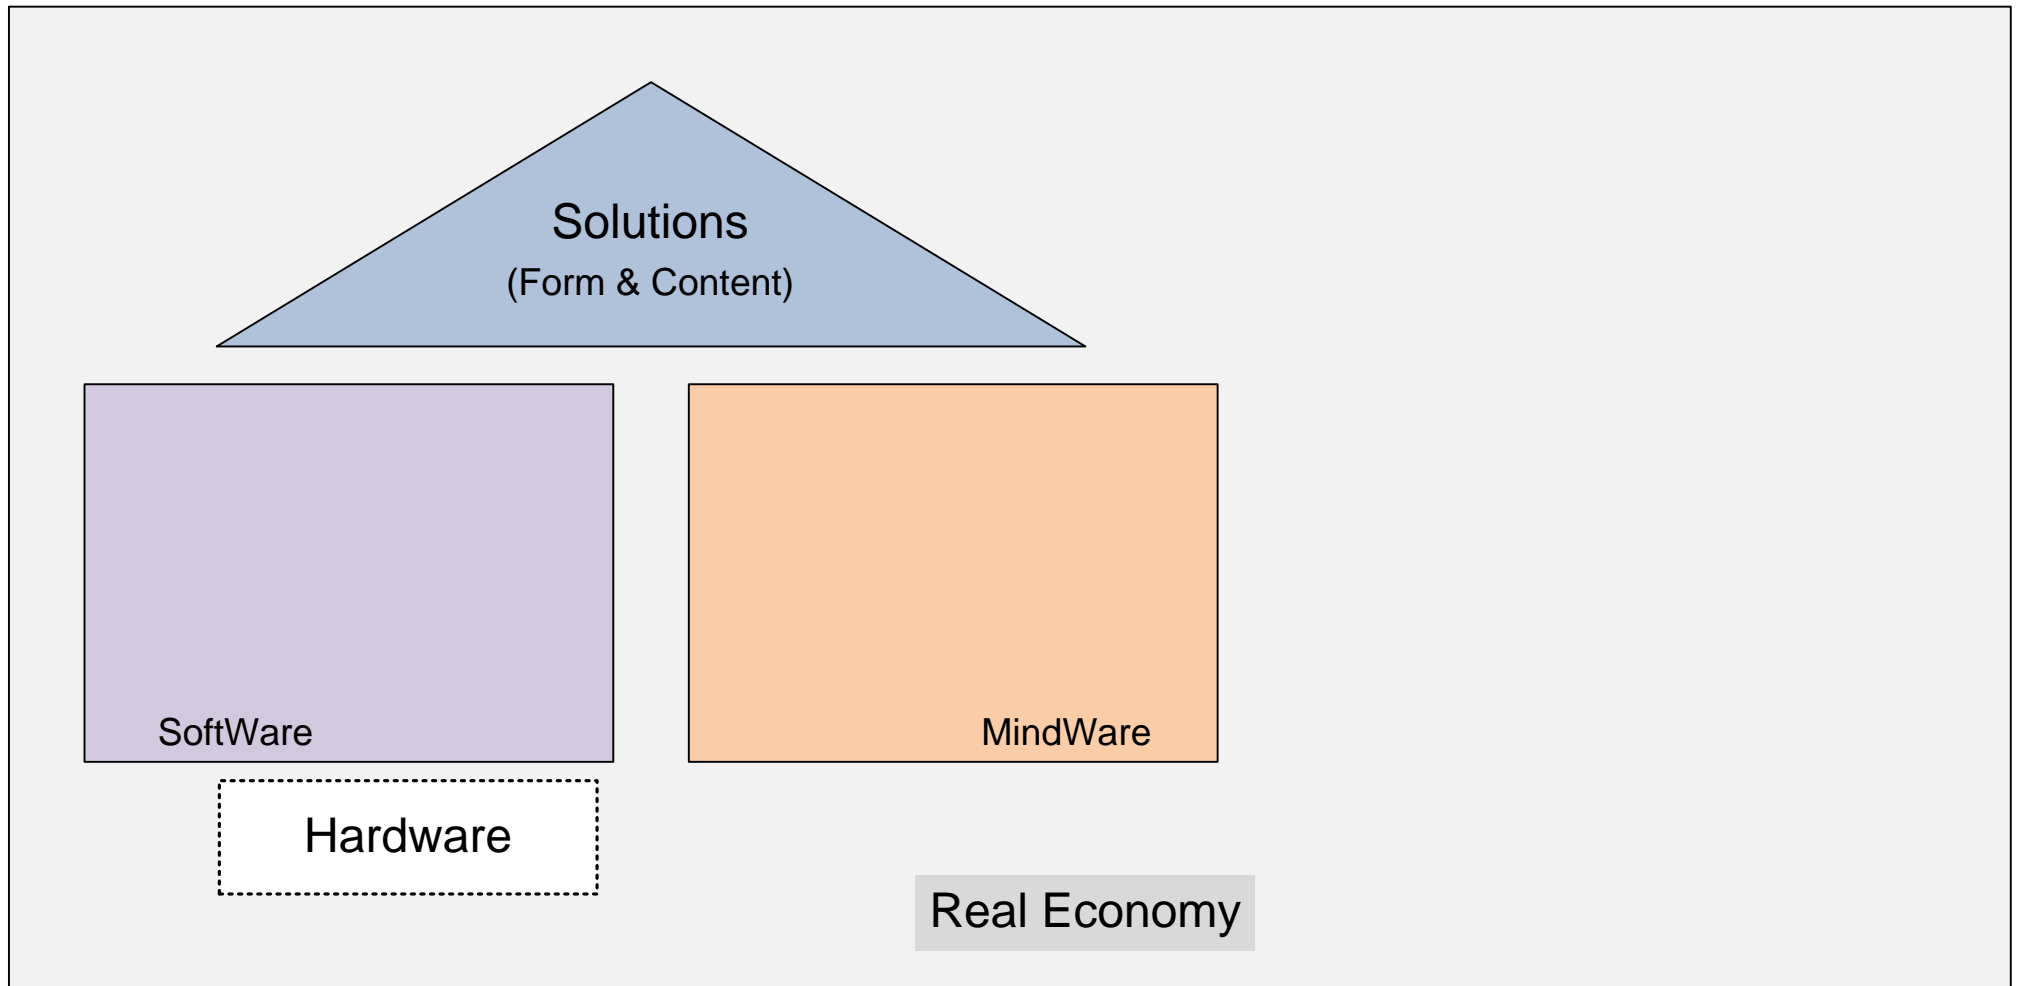 Solutions
(Form & Content)
SoftWare
MindWare
Hardware
Real Economy